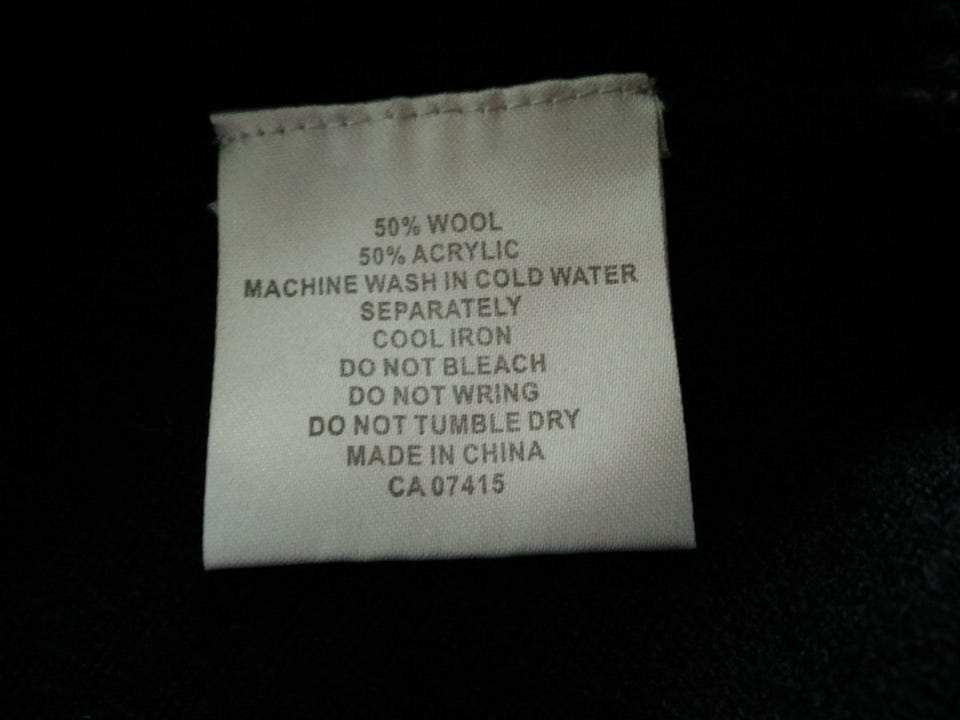 50% WOOL
50% ACRYLIC
MACHINE WASH IN COLD WATER
SEPARATELY
COOL IRON
DO NOT BLEACH
DO NOT WRING
DO NOT TUMBLE DRY
MADE IN CHINA
CA 07415